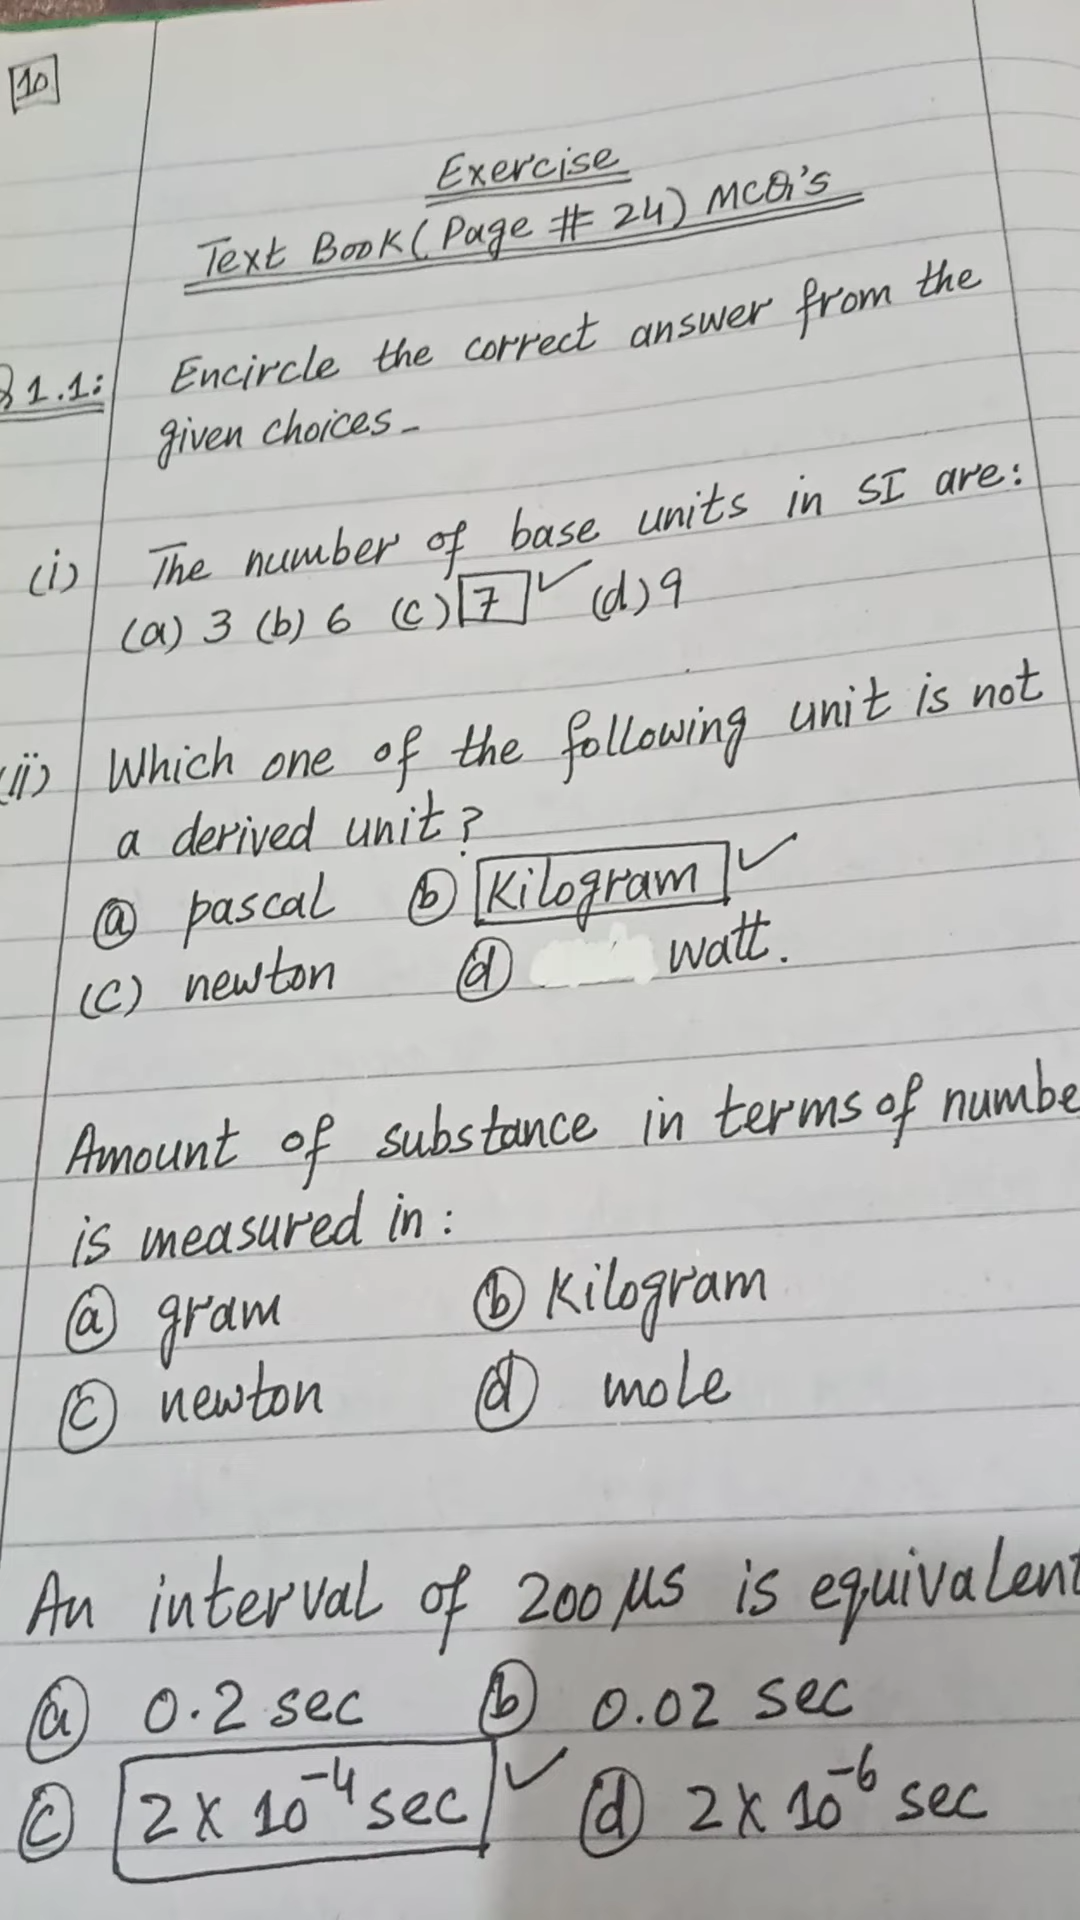 10
Exercise
Text Book (Page # 24) MCQ's
Q 1.1: Encircle the correct answer from the
given choices_
(i) The number of base units in SI are:
(a) 3 (b) 6 (c) 7 ✓ (d) 9
(ii) Which one of the following unit is not
a derived unit?
(a) pascal (b) Kilogram ✓
(c) newton (d) watt.
Amount of substance in terms of numbe
is measured in:
(a) gram (b) Kilogram
(c) newton (d) mole
An interval of 200 μs is equivalent
(a) 0.2 sec (b) 0.02 sec
(c) 2 x 10⁻⁴ sec ✓ (d) 2 x 10⁻⁶ sec